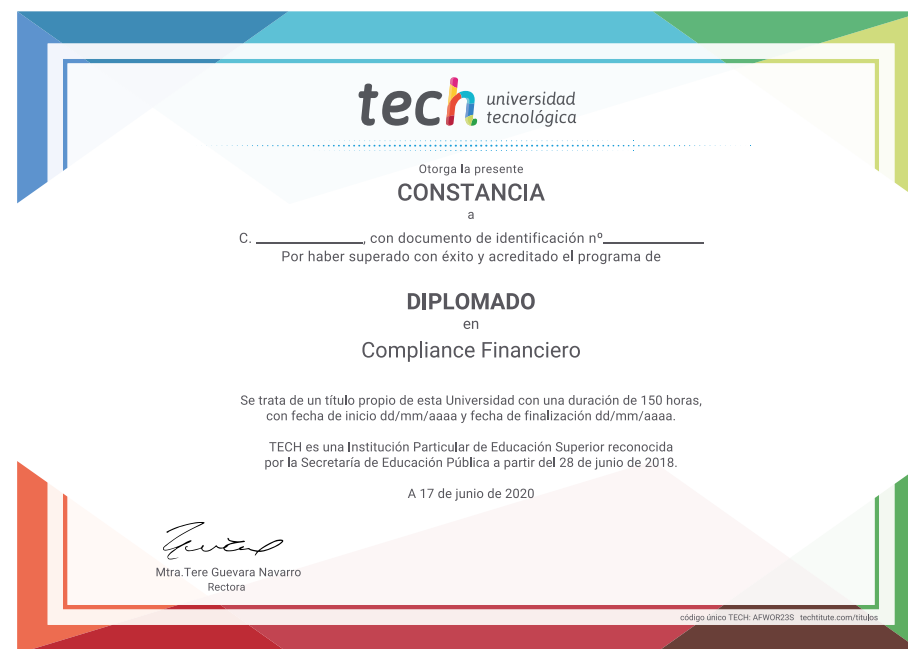 tech universidad
tecnológica
Otorga la presente
CONSTANCIA
a
C. ____________, con documento de identificación nº____________
Por haber superado con éxito y acreditado el programa de
DIPLOMADO
en
Compliance Financiero
Se trata de un título propio de esta Universidad con una duración de 150 horas,
con fecha de inicio dd/mm/aaaa y fecha de finalización dd/mm/aaaa.
TECH es una Institución Particular de Educación Superior reconocida
por la Secretaría de Educación Pública a partir del 28 de junio de 2018.
A 17 de junio de 2020
Mtra.Tere Guevara Navarro
Rectora
código único TECH: AFWOR23S techtitute.com/titulos